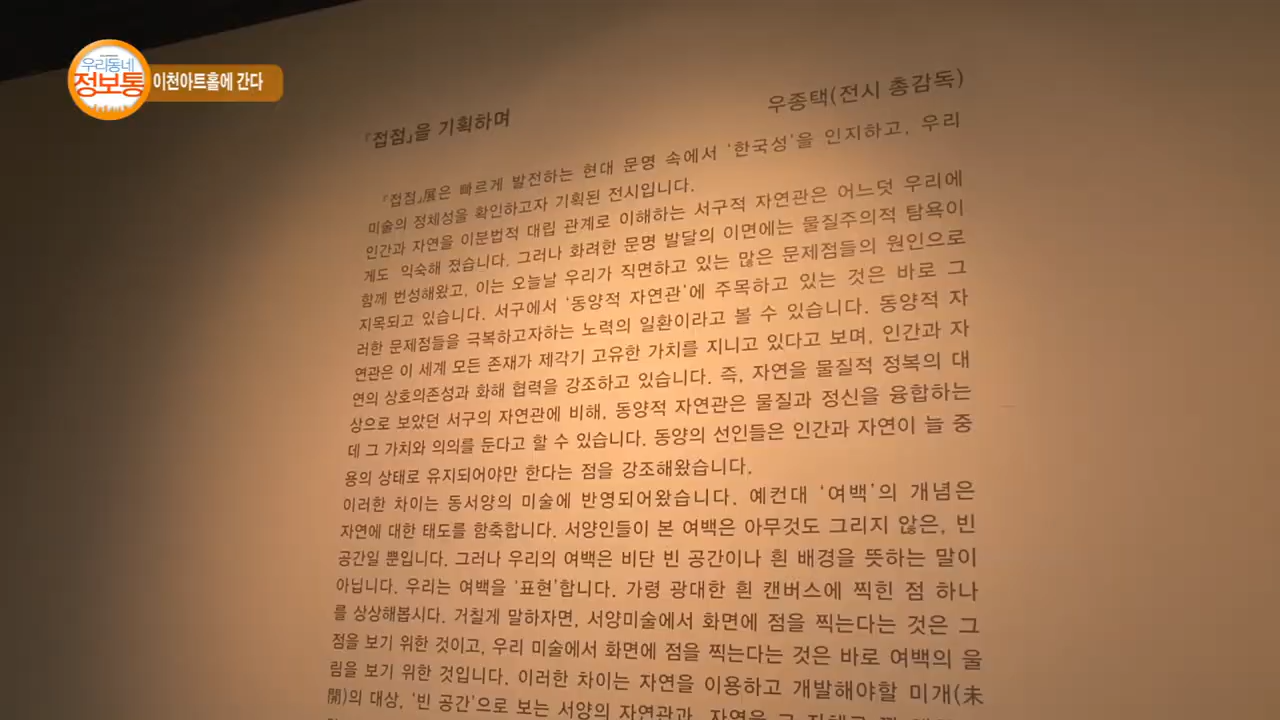 우리동네
정보통
이천아트홀에 간다
『접점』을 기획하며
우종택(전시 총감독)
『접점』展은 빠르게 발전하는 현대 문명 속에서 '한국성'을 인지하고, 우리
미술의 정체성을 확인하고자 기획된 전시입니다.
인간과 자연을 이분법적 대립 관계로 이해하는 서구적 자연관은 어느덧 우리에
게도 익숙해 졌습니다. 그러나 화려한 문명 발달의 이면에는 물질주의적 탐욕이
함께 번성해왔고, 이는 오늘날 우리가 직면하고 있는 많은 문제점들의 원인으로
지목되고 있습니다. 서구에서 '동양적 자연관'에 주목하고 있는 것은 바로 그
러한 문제점들을 극복하고자하는 노력의 일환이라고 볼 수 있습니다. 동양적 자
연관은 이 세계 모든 존재가 제각기 고유한 가치를 지니고 있다고 보며, 인간과 자
연의 상호의존성과 화해 협력을 강조하고 있습니다. 즉, 자연을 물질적 정복의 대
상으로 보았던 서구의 자연관에 비해, 동양적 자연관은 물질과 정신을 융합하는
데 그 가치와 의의를 둔다고 할 수 있습니다. 동양의 선인들은 인간과 자연이 늘 중
용의 상태로 유지되어야만 한다는 점을 강조해왔습니다.
이러한 차이는 동서양의 미술에 반영되어왔습니다. 예컨대 '여백'의 개념은
자연에 대한 태도를 함축합니다. 서양인들이 본 여백은 아무것도 그리지 않은, 빈
공간일 뿐입니다. 그러나 우리의 여백은 비단 빈 공간이나 흰 배경을 뜻하는 말이
아닙니다. 우리는 여백을 '표현'합니다. 가령 광대한 흰 캔버스에 찍힌 점 하나
를 상상해봅시다. 거칠게 말하자면, 서양미술에서 화면에 점을 찍는다는 것은 그
점을 보기 위한 것이고, 우리 미술에서 화면에 점을 찍는다는 것은 바로 여백의 울
림을 보기 위한 것입니다. 이러한 차이는 자연을 이용하고 개발해야할 미개(未
開)의 대상, '빈 공간'으로 보는 서양의 자연관과, 자연을 그